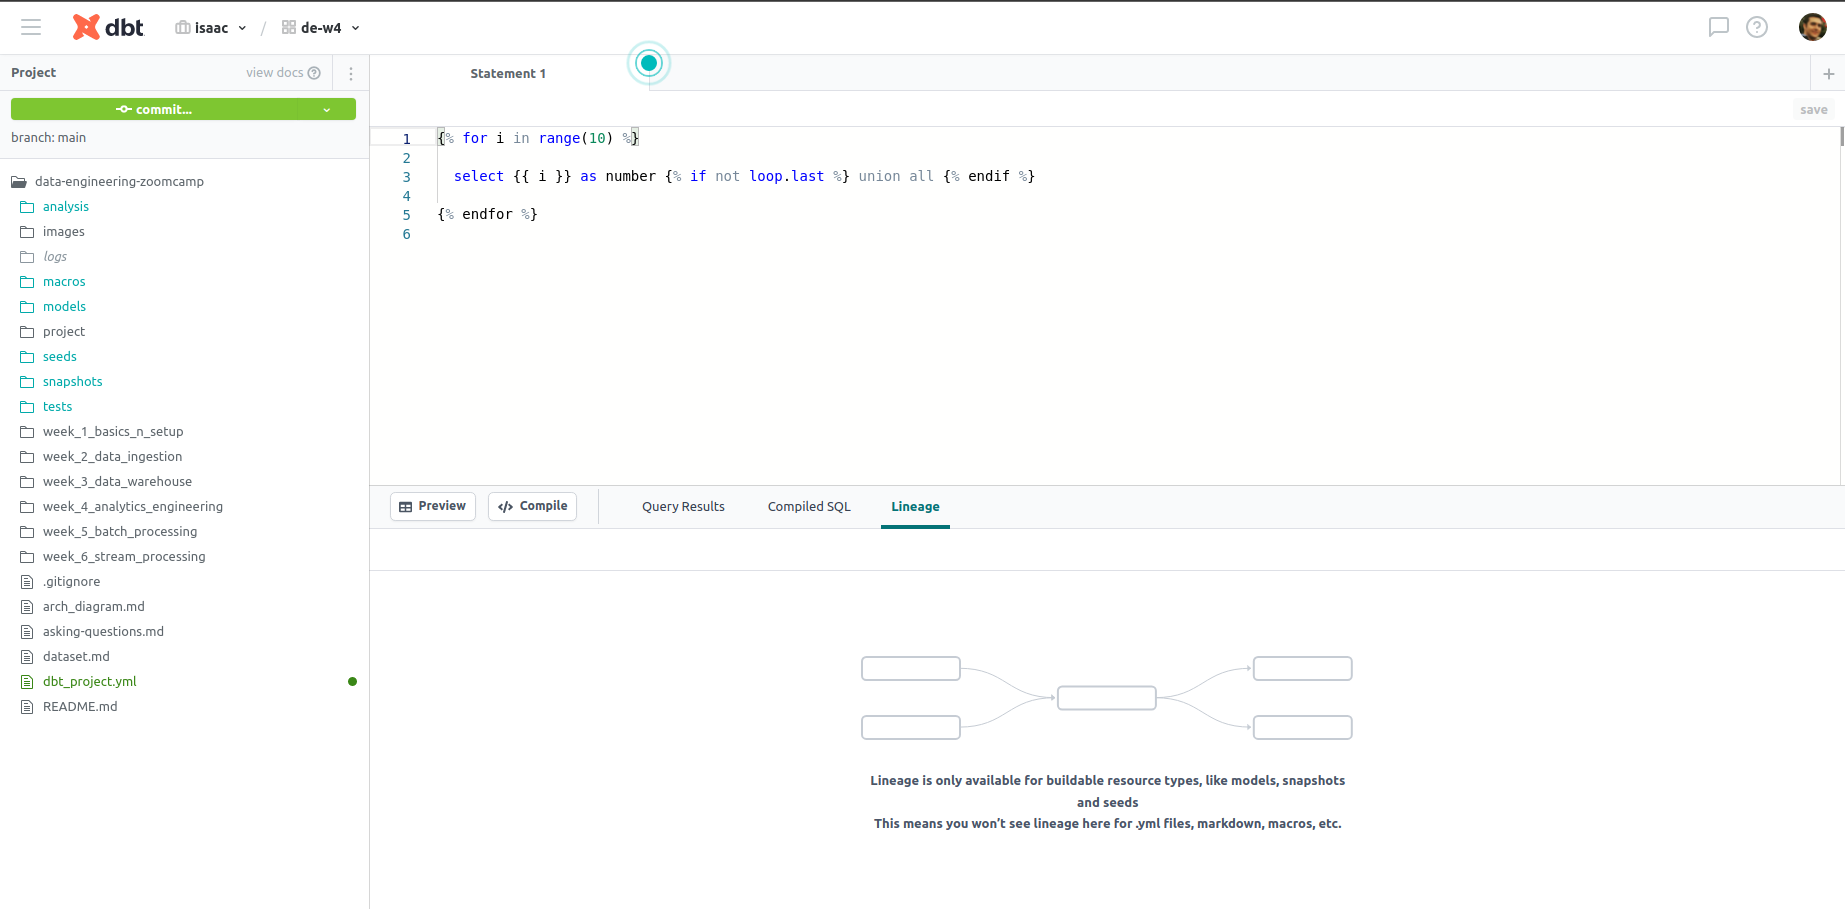 dbt isaac / de-w4
Project view docs
Statement 1
commit...
save
branch: main
1 {% for i in range(10) %}
2
3 select {{ i }} as number {% if not loop.last %} union all {% endif %}
4
5 {% endfor %}
6
data-engineering-zoomcamp
analysis
images
logs
macros
models
project
seeds
snapshots
tests
week_1_basics_n_setup
week_2_data_ingestion
week_3_data_warehouse
week_4_analytics_engineering
week_5_batch_processing
week_6_stream_processing
.gitignore
arch_diagram.md
asking-questions.md
dataset.md
dbt_project.yml
README.md
Preview Compile Query Results Compiled SQL Lineage
Lineage is only available for buildable resource types, like models, snapshots
and seeds
This means you won't see lineage here for .yml files, markdown, macros, etc.